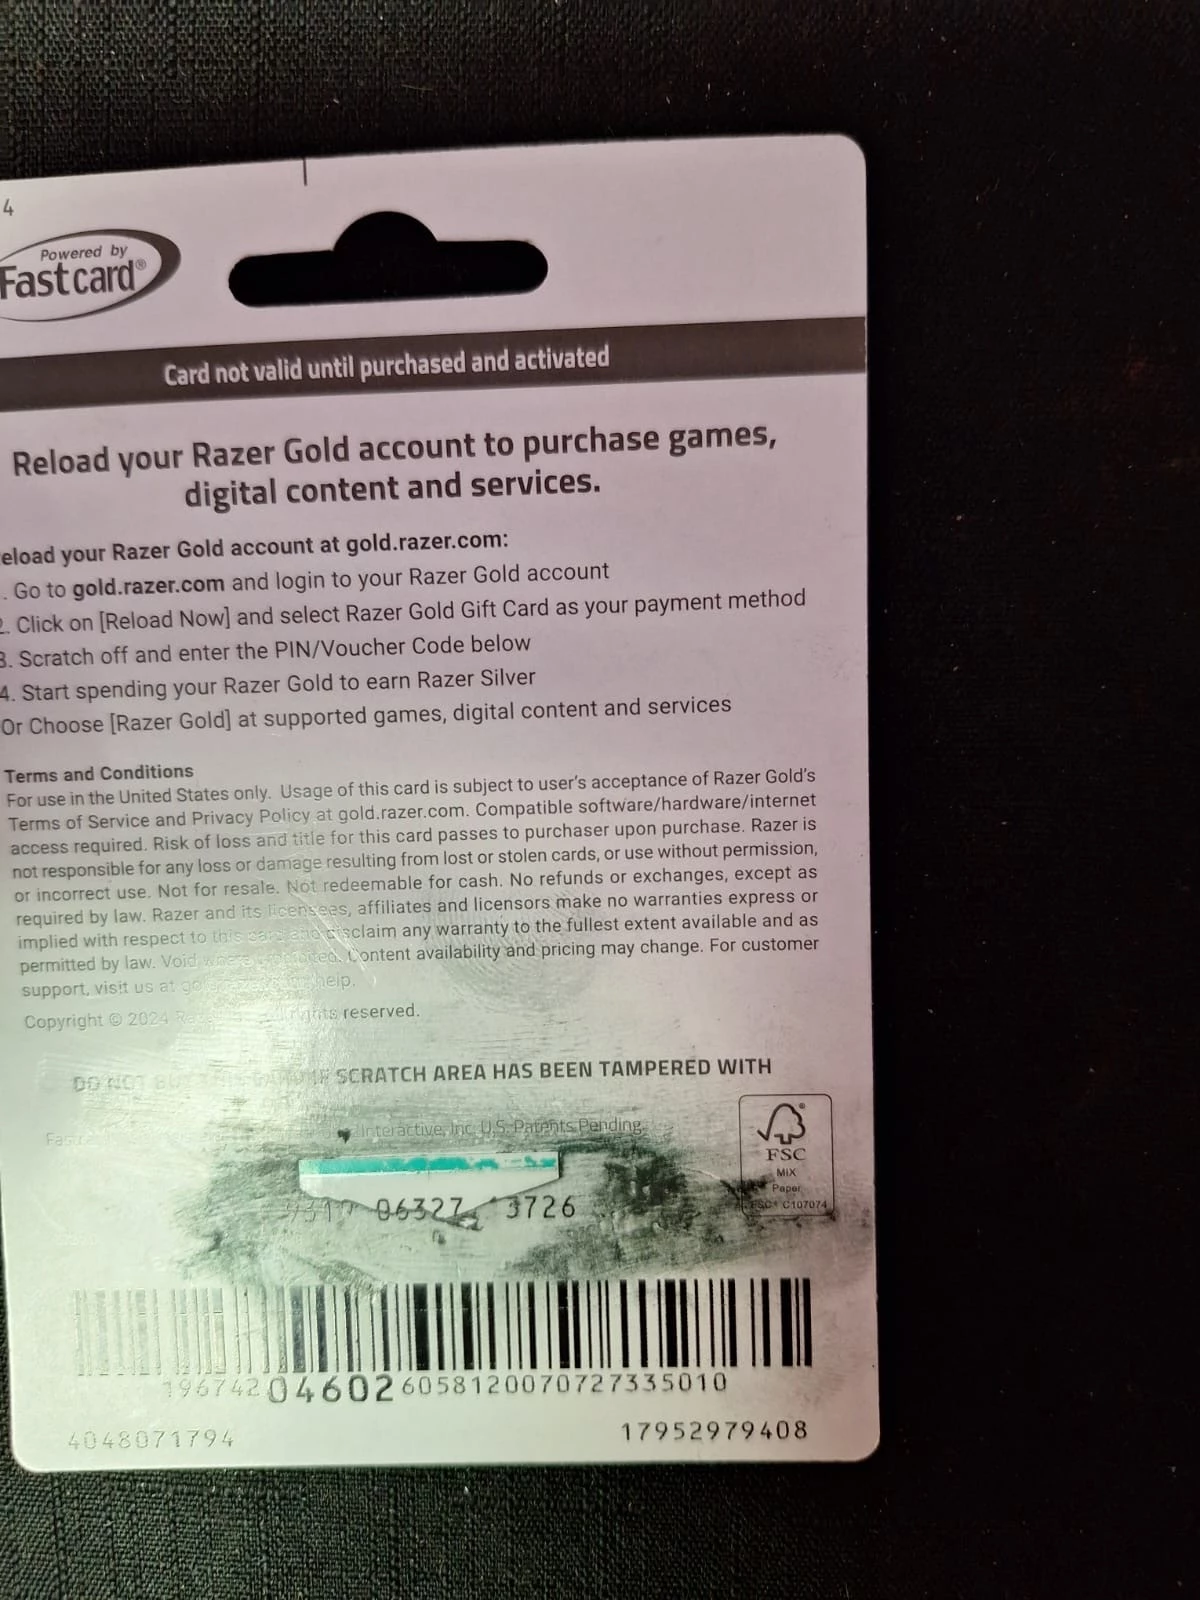 4
Powered by
Fastcard®
Card not valid until purchased and activated
Reload your Razer Gold account to purchase games,
digital content and services.
eload your Razer Gold account at gold.razer.com:
. Go to gold.razer.com and login to your Razer Gold account
2. Click on [Reload Now] and select Razer Gold Gift Card as your payment method
3. Scratch off and enter the PIN/Voucher Code below
4. Start spending your Razer Gold to earn Razer Silver
Or Choose [Razer Gold] at supported games, digital content and services
Terms and Conditions
For use in the United States only. Usage of this card is subject to user's acceptance of Razer Gold's
Terms of Service and Privacy Policy at gold.razer.com. Compatible software/hardware/internet
access required. Risk of loss and title for this card passes to purchaser upon purchase. Razer is
not responsible for any loss or damage resulting from lost or stolen cards, or use without permission,
or incorrect use. Not for resale. Not redeemable for cash. No refunds or exchanges, except as
required by law. Razer and its licensees, affiliates and licensors make no warranties express or
implied with respect to this card and disclaim any warranty to the fullest extent available and as
permitted by law. Void Content availability and pricing may change. For customer
support, visit us at help.
Copyright © 2024 rights reserved.
DO NOT SCRATCH AREA HAS BEEN TAMPERED WITH
Interactive, Inc. U.S. Patents Pending.
FSC
MIX
Paper
FSC® C107074
06327 3726
196742046026058120070727335010
4048071794
17952979408